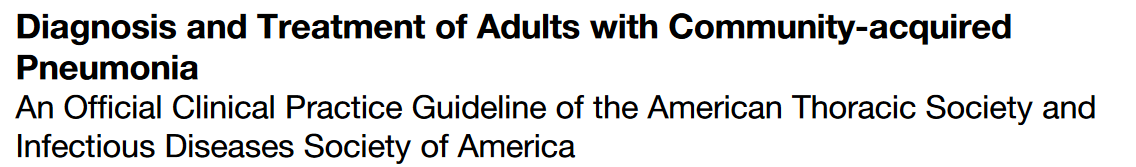 Diagnosis and Treatment of Adults with Community-acquired
Pneumonia
An Official Clinical Practice Guideline of the American Thoracic Society and
Infectious Diseases Society of America